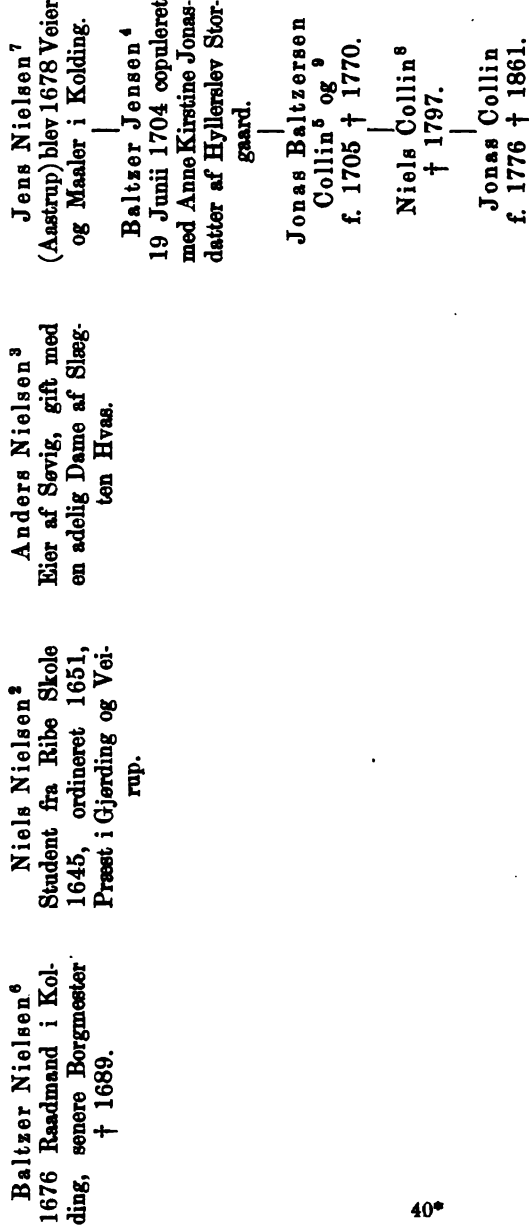 Baltzer Nielsen⁶
1676 Raadmand i Kol-
ding, senere Borgmester
† 1689.
Niels Nielsen²
Student fra Ribe Skole
1645, ordineret 1651,
Præst i Gjørding og Vei-
rup.
Anders Nielsen³
Eier af Søvig, gift med
en adelig Dame af Slæg-
ten Hvas.
Jens Nielsen⁷
(Aastrup) blev 1678 Veier
og Maaler i Kolding.
Baltzer Jensen⁴
19 Junii 1704 copuleret
med Anne Kirstine Jonas-
datter af Hyllerslev Stor-
gaard.
Jonas Baltzersen
Collin⁵ og ⁹
f. 1705 † 1770.
Niels Collin⁸
† 1797.
Jonas Collin
f. 1776 † 1861.
40*